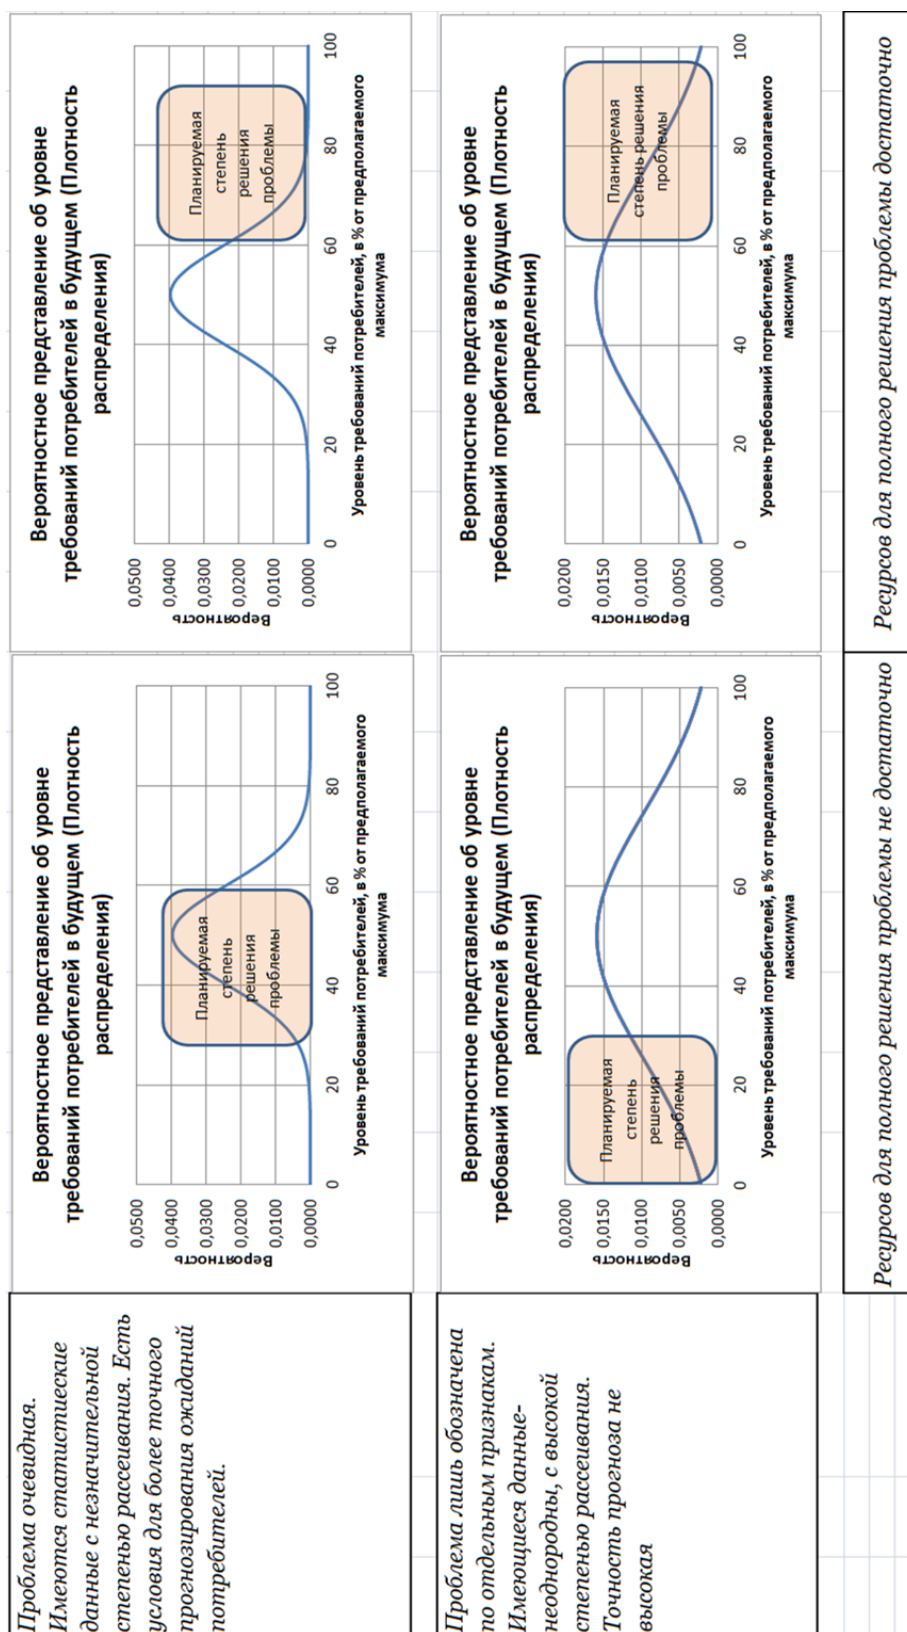 Проблема очевидная.
Имеются статистиеские
данные с незначительной
степенью рассеивания. Есть
условия для более точного
прогнозирования ожиданий
потребителей.
Вероятностное представление об уровне
требований потребителей в будущем (Плотность
распределения)
Вероятность
0,0500
0,0400
0,0300
0,0200
0,0100
0,0000
Планируемая
степень
решения
проблемы
0 20 40 60 80 100
Уровень требований потребителей, в % от предполагаемого
максимума
Вероятностное представление об уровне
требований потребителей в будущем (Плотность
распределения)
Вероятность
0,0500
0,0400
0,0300
0,0200
0,0100
0,0000
Планируемая
степень
решения
проблемы
0 20 40 60 80 100
Уровень требований потребителей, в % от предполагаемого
максимума
Проблема лишь обозначена
по отдельным признакам.
Имеющиеся данные-
неоднородны, с высокой
степенью рассеивания.
Точность прогноза не
высокая
Вероятностное представление об уровне
требований потребителей в будущем (Плотность
распределения)
Вероятность
0,0200
0,0150
0,0100
0,0050
0,0000
Планируемая
степень
решения
проблемы
0 20 40 60 80 100
Уровень требований потребителей, в % от предполагаемого
максимума
Вероятностное представление об уровне
требований потребителей в будущем (Плотность
распределения)
Вероятность
0,0200
0,0150
0,0100
0,0050
0,0000
Планируемая
степень решения
проблемы
0 20 40 60 80 100
Уровень требований потребителей, в % от предполагаемого
максимума
Ресурсов для полного решения проблемы не достаточно
Ресурсов для полного решения проблемы достаточно